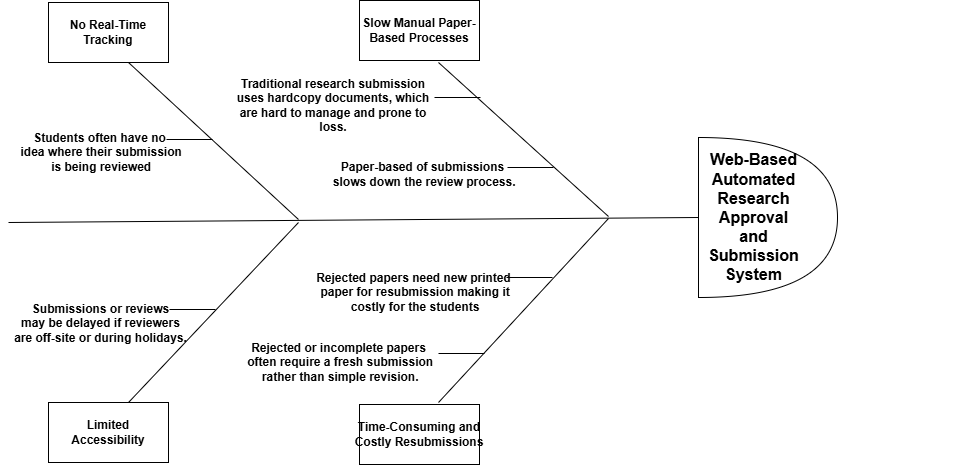 No Real-Time
Tracking
Slow Manual Paper-
Based Processes
Traditional research submission
uses hardcopy documents, which
are hard to manage and prone to
loss.
Students often have no
idea where their submission
is being reviewed
Paper-based of submissions
slows down the review process.
Web-Based
Automated
Research
Approval
and
Submission
System
Rejected papers need new printed
paper for resubmission making it
costly for the students
Submissions or reviews
may be delayed if reviewers
are off-site or during holidays.
Rejected or incomplete papers
often require a fresh submission
rather than simple revision.
Limited
Accessibility
Time-Consuming and
Costly Resubmissions